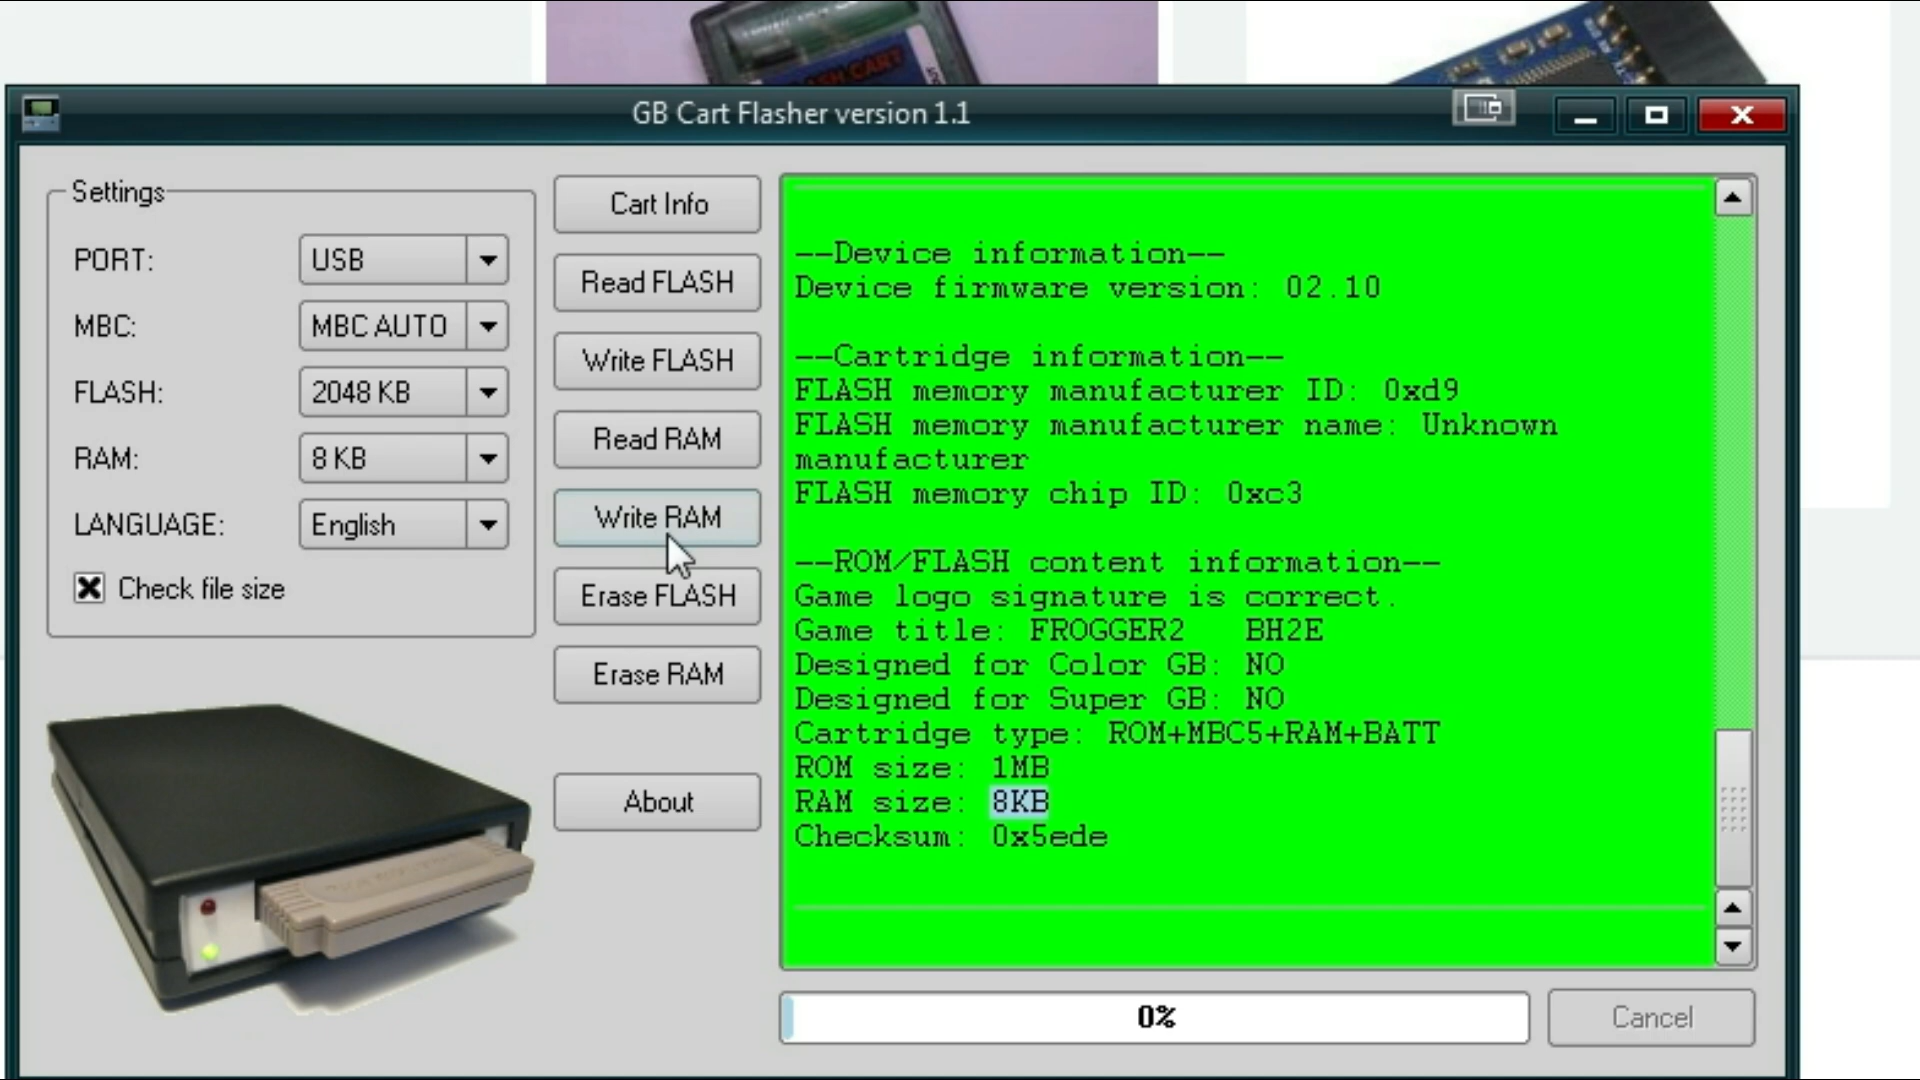 ASH CART
GB Cart Flasher version 1.1
Settings
PORT: USB
MBC: MBC AUTO
FLASH: 2048 KB
RAM: 8 KB
LANGUAGE: English
Check file size
Cart Info
Read FLASH
Write FLASH
Read RAM
Write RAM
Erase FLASH
Erase RAM
About
--Device information--
Device firmware version: 02.10
--Cartridge information--
FLASH memory manufacturer ID: 0xd9
FLASH memory manufacturer name: Unknown
manufacturer
FLASH memory chip ID: 0xc3
--ROM/FLASH content information--
Game logo signature is correct.
Game title: FROGGER2 BH2E
Designed for Color GB: NO
Designed for Super GB: NO
Cartridge type: ROM+MBC5+RAM+BATT
ROM size: 1MB
RAM size: 8KB
Checksum: 0x5ede
0%
Cancel